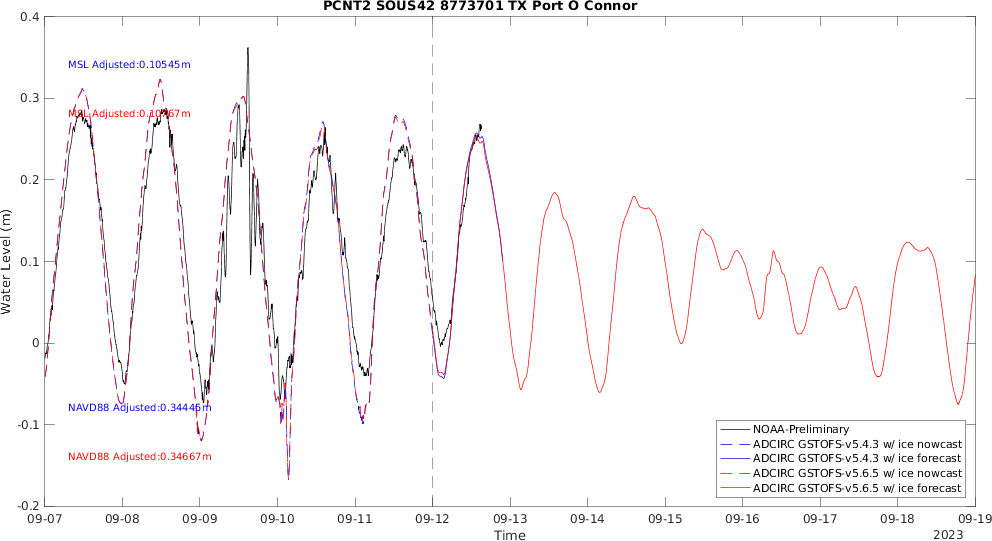 PCNT2 SOUS42 8773701 TX Port O Connor
0.4
0.3
0.2
0.1
0
-0.1
-0.2
Water Level (m)
MSL Adjusted:0.10545m
MSL
NAVD88 Adjusted:0.34445m
NAVD88 Adjusted:0.34667m
NOAA-Preliminary
ADCIRC GSTOFS-v5.4.3 w/ ice nowcast
ADCIRC GSTOFS-v5.4.3 w/ ice forecast
ADCIRC GSTOFS-v5.6.5 w/ ice nowcast
ADCIRC GSTOFS-v5.6.5 w/ ice forecast
09-07 09-08 09-09 09-10 09-11 09-12 09-13 09-14 09-15 09-16 09-17 09-18 09-19
Time
2023